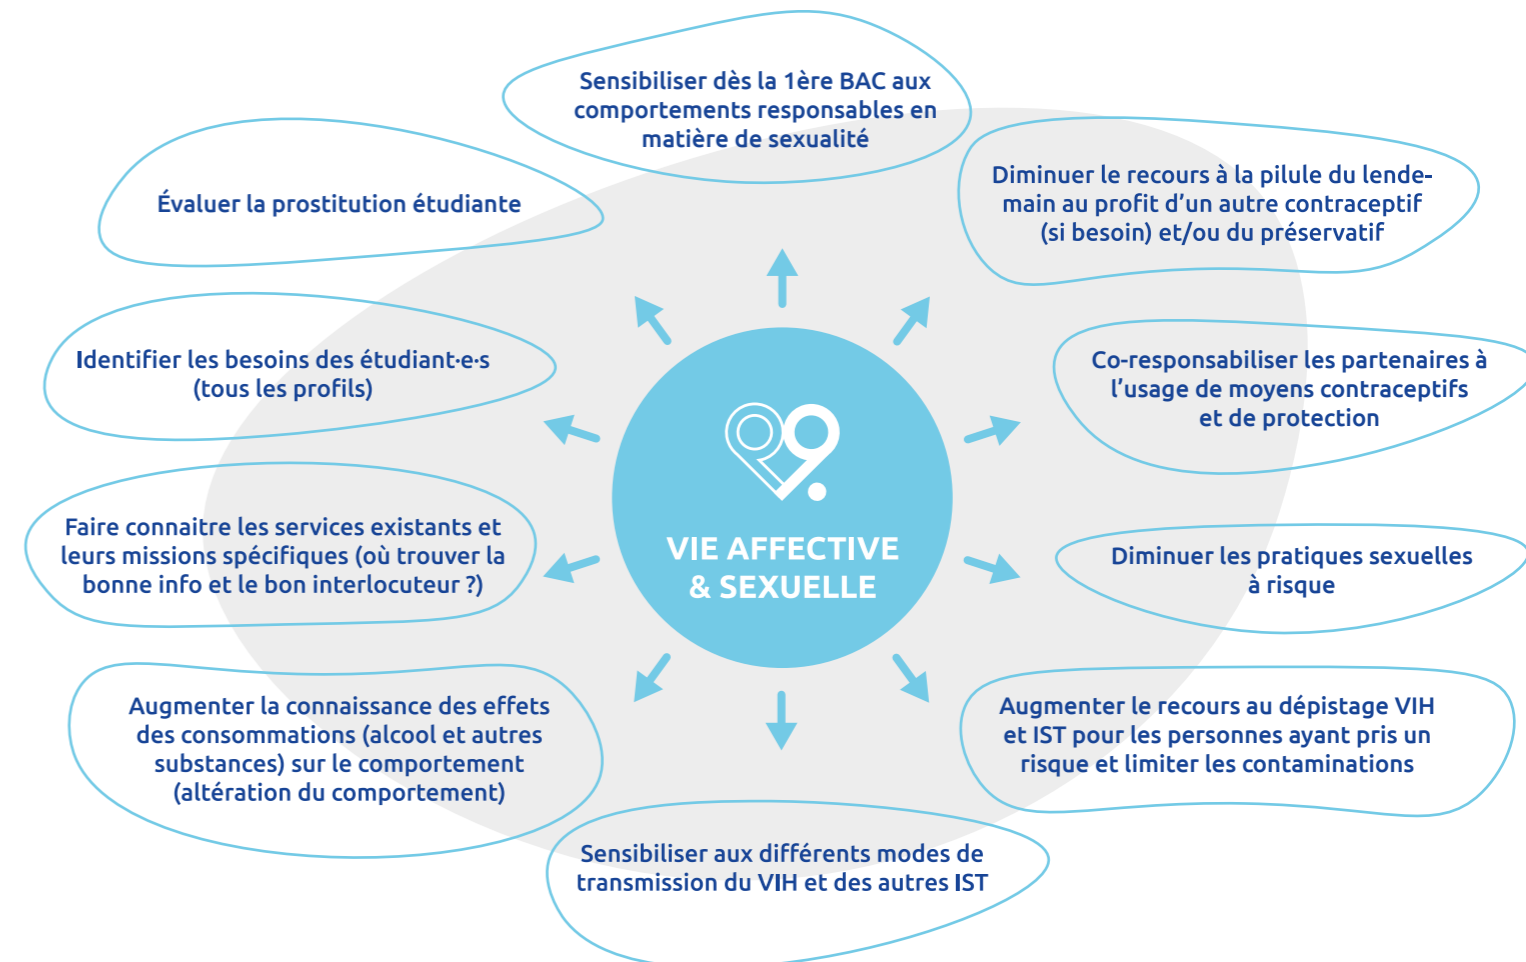 Sensibiliser dès la 1ère BAC aux
comportements responsables en
matière de sexualité
Diminuer le recours à la pilule du lende-
main au profit d’un autre contraceptif
(si besoin) et/ou du préservatif
Co-responsabiliser les partenaires à
l’usage de moyens contraceptifs
et de protection
Diminuer les pratiques sexuelles
à risque
Augmenter le recours au dépistage VIH
et IST pour les personnes ayant pris un
risque et limiter les contaminations
Sensibiliser aux différents modes de
transmission du VIH et des autres IST
Augmenter la connaissance des effets
des consommations (alcool et autres
substances) sur le comportement
(altération du comportement)
Faire connaitre les services existants et
leurs missions spécifiques (où trouver la
bonne info et le bon interlocuteur ?)
Identifier les besoins des étudiant·e·s
(tous les profils)
Évaluer la prostitution étudiante
VIE AFFECTIVE
& SEXUELLE